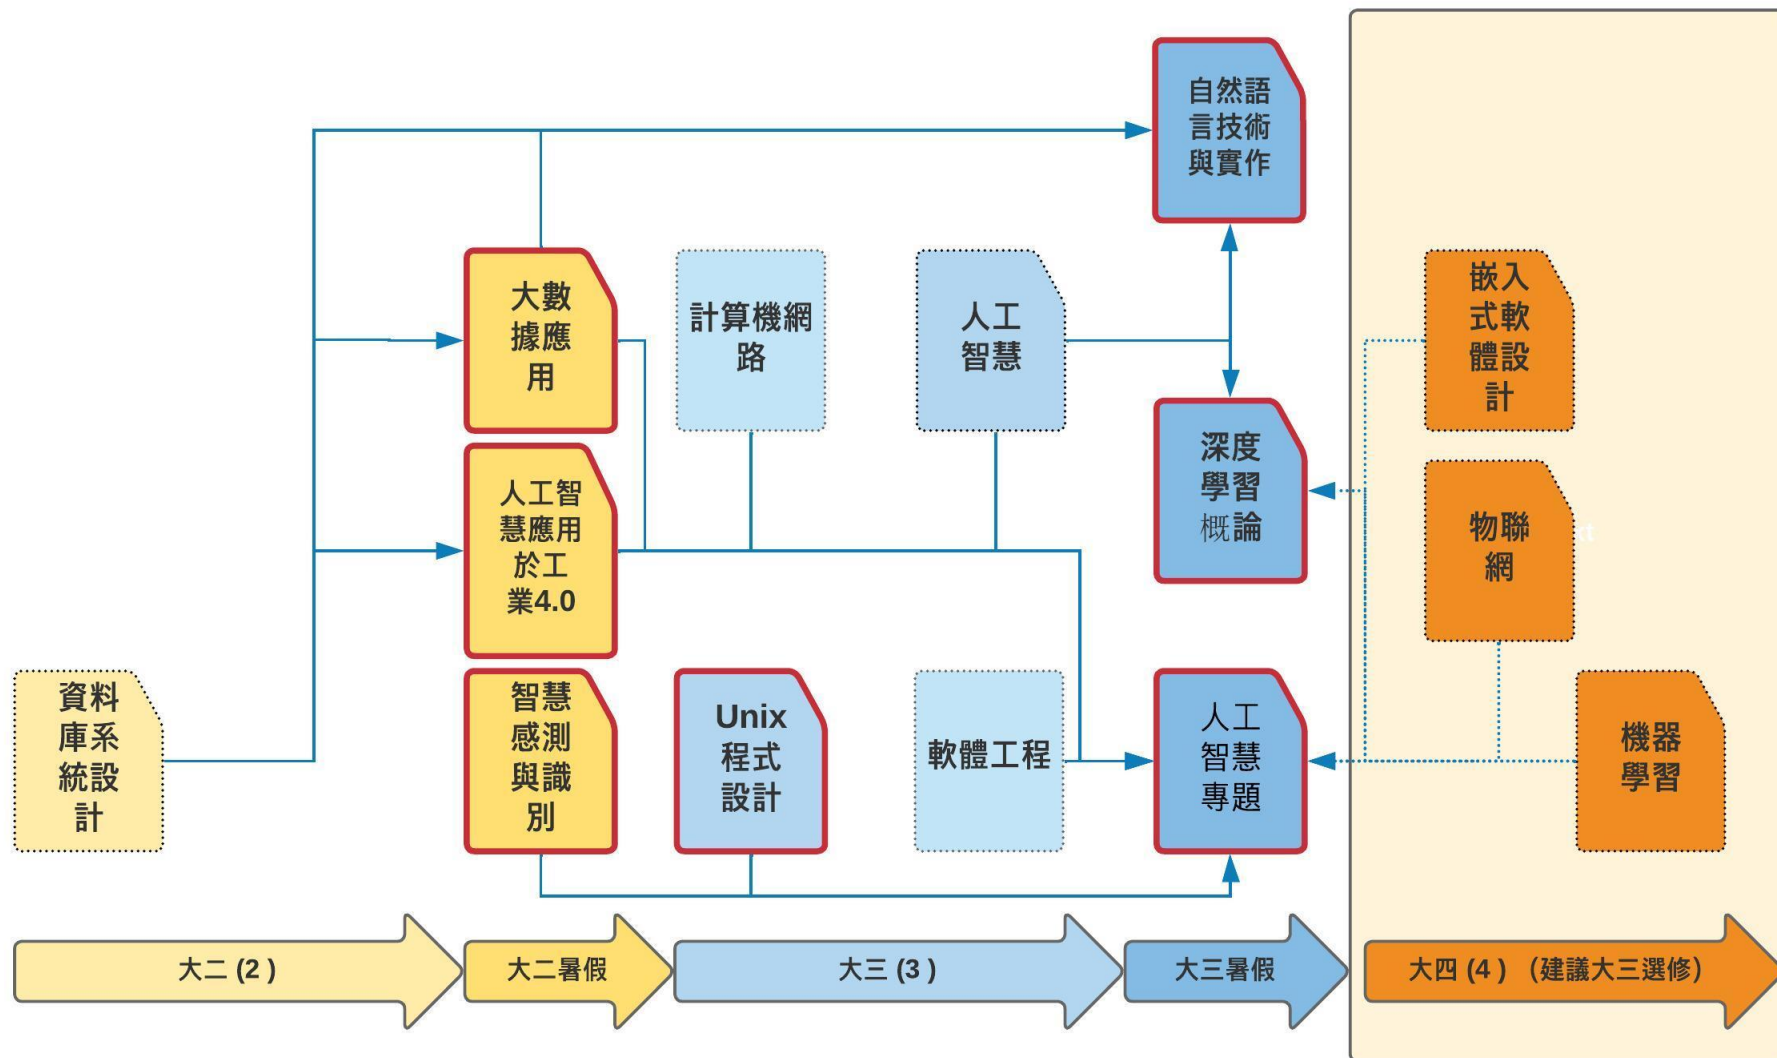 自然語
言技術
與實作
大數
據應
用
計算機網
路
人工
智慧
嵌入
式軟
體設
計
人工智
慧應用
於工
業4.0
深度
學習
概論
物聯
網
xt
資料
庫系
統設
計
智慧
感測
與識
別
Unix
程式
設計
軟體工程
人工
智慧
專題
機器
學習
大二 (2 )
大二暑假
大三 (3 )
大三暑假
大四 (4 ) （建議大三選修）